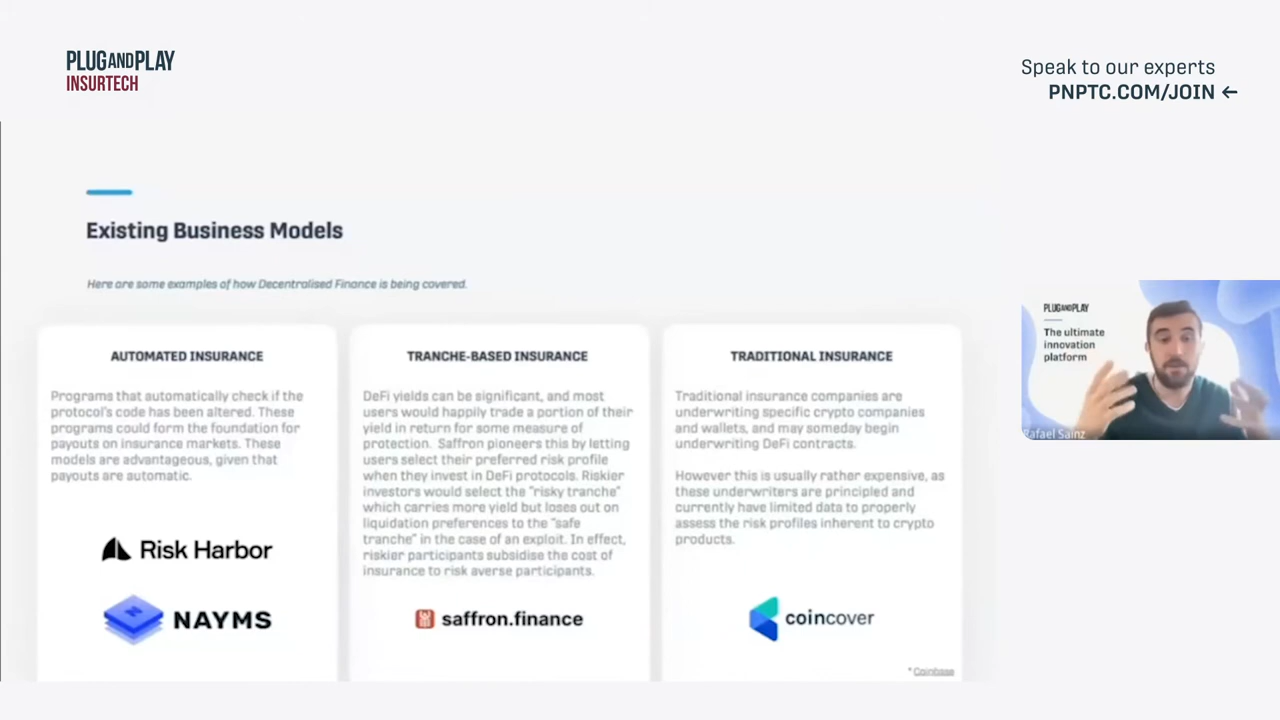 PLUGANDPLAY
INSURTECH
Speak to our experts
PNPTC.COM/JOIN ←
Existing Business Models
Here are some examples of how Decentralised Finance is being covered.
AUTOMATED INSURANCE
Programs that automatically check if the
protocol's code has been altered. These
programs could form the foundation for
payouts on insurance markets. These
models are advantageous, given that
payouts are automatic.
Risk Harbor
NAYMS
TRANCHE-BASED INSURANCE
DeFi yields can be significant, and most
users would happily trade a portion of their
yield in return for some measure of
protection. Saffron pioneers this by letting
users select their preferred risk profile
when they invest in DeFi protocols. Riskier
investors would select the "risky tranche"
which carries more yield but loses out on
liquidation preferences to the "safe
tranche" in the case of an exploit. In effect,
riskier participants subsidise the cost of
insurance to risk averse participants.
saffron.finance
TRADITIONAL INSURANCE
Traditional insurance companies are
underwriting specific crypto companies
and wallets, and may someday begin
underwriting DeFi contracts.
However this is usually rather expensive, as
these underwriters are principled and
currently have limited data to properly
assess the risk profiles inherent to crypto
products.
coincover
* Coinbase
PLUGANDPLAY
The ultimate
innovation
platform
Rafael Sainz